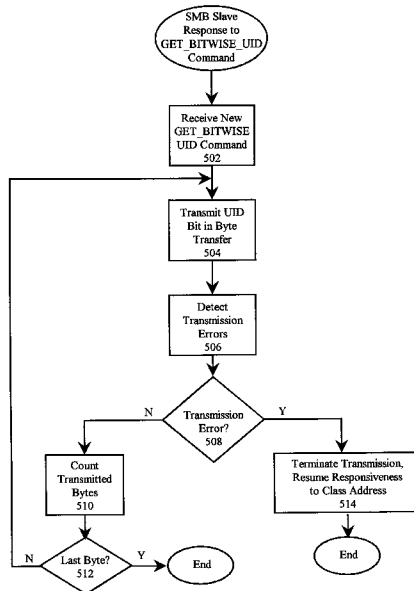 SMB Slave
Response to
GET_BITWISE_UID
Command
Receive New
GET_BITWISE
UID Command
502
Transmit UID
Bit in Byte
Transfer
504
Detect
Transmission
Errors
506
N
Transmission
Error?
508
Y
Count
Transmitted
Bytes
510
Terminate Transmission,
Resume Responsiveness
to Class Address
514
N
Last Byte?
512
Y
End
End